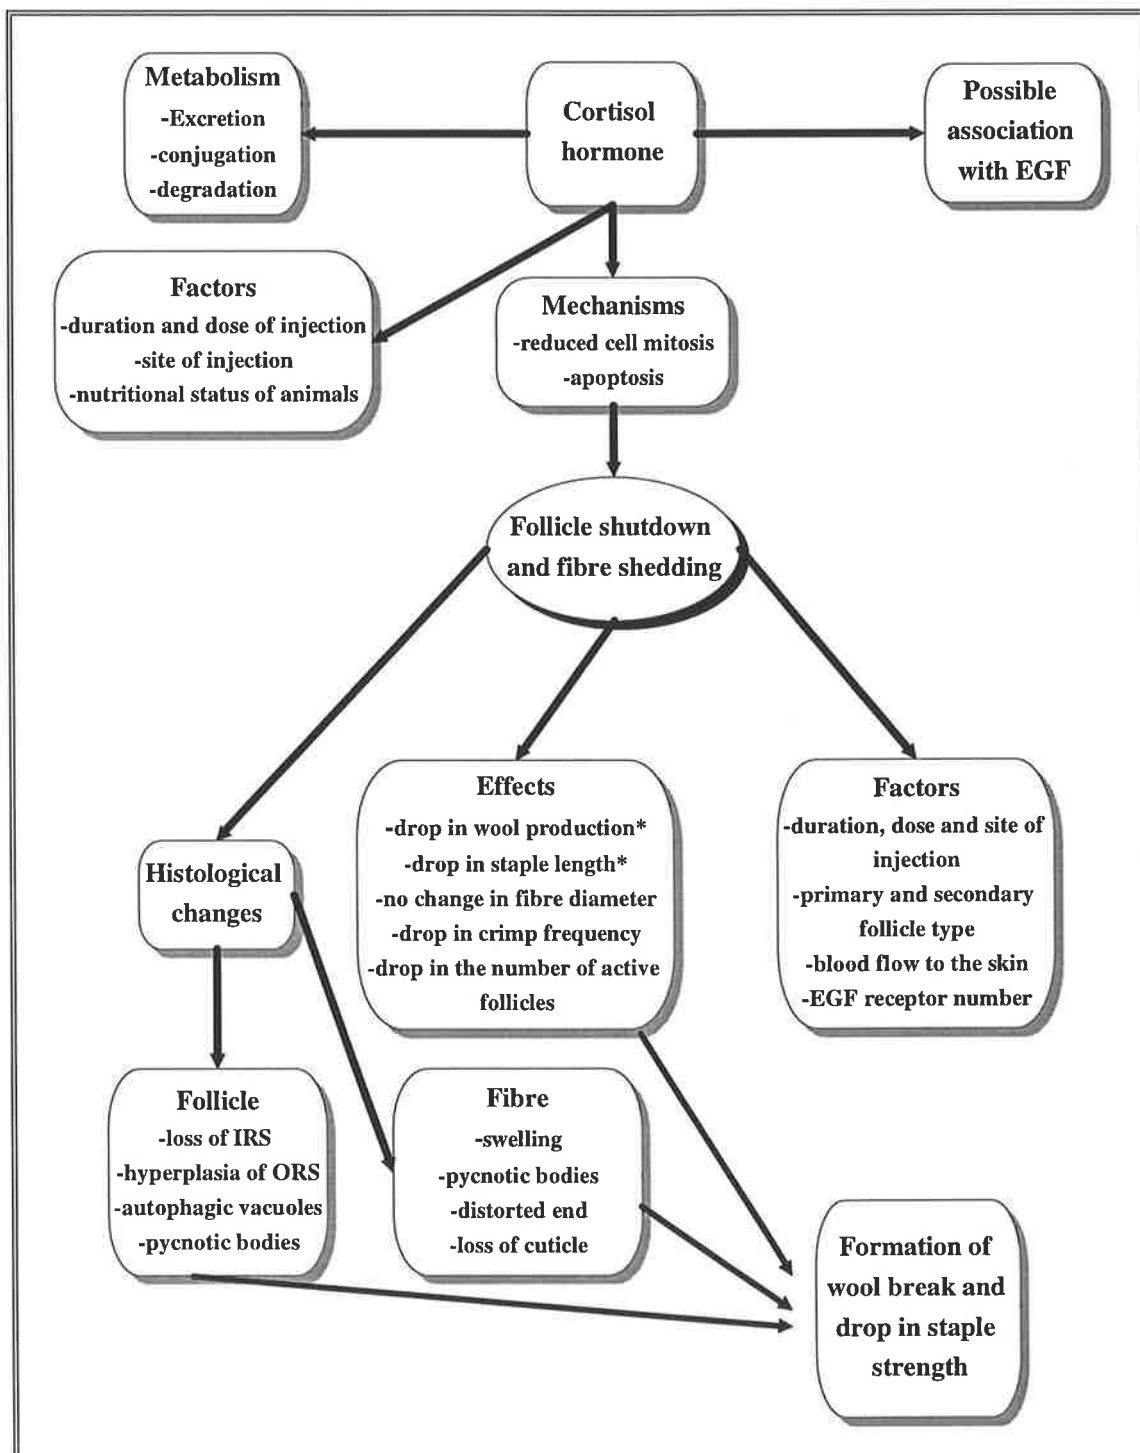 Metabolism
-Excretion
-conjugation
-degradation
Cortisol
hormone
Possible
association
with EGF
Factors
-duration and dose of injection
-site of injection
-nutritional status of animals
Mechanisms
-reduced cell mitosis
-apoptosis
Follicle shutdown
and fibre shedding
Histological
changes
Effects
-drop in wool production*
-drop in staple length*
-no change in fibre diameter
-drop in crimp frequency
-drop in the number of active
follicles
Factors
-duration, dose and site of
injection
-primary and secondary
follicle type
-blood flow to the skin
-EGF receptor number
Follicle
-loss of IRS
-hyperplasia of ORS
-autophagic vacuoles
-pycnotic bodies
Fibre
-swelling
-pycnotic bodies
-distorted end
-loss of cuticle
Formation of
wool break and
drop in staple
strength